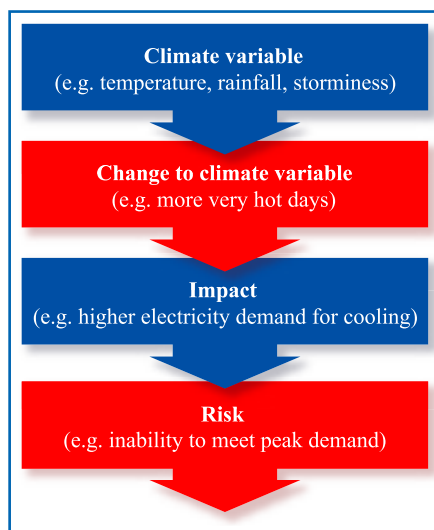 Climate variable
(e.g. temperature, rainfall, storminess)
Change to climate variable
(e.g. more very hot days)
Impact
(e.g. higher electricity demand for cooling)
Risk
(e.g. inability to meet peak demand)